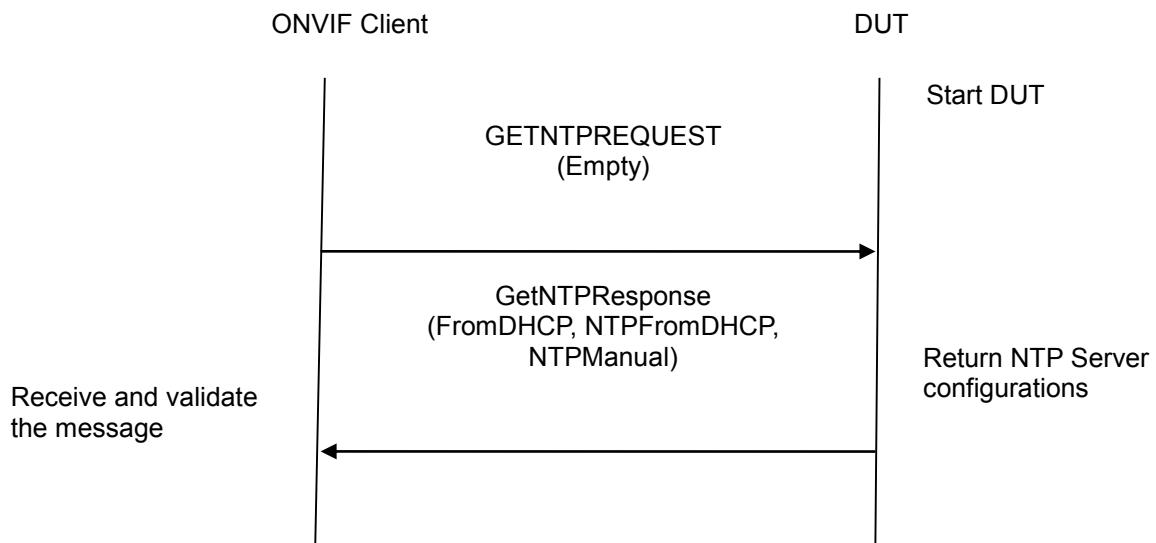 ONVIF Client
DUT
Start DUT
GETNTPREQUEST
(Empty)
GetNTPResponse
(FromDHCP, NTPFromDHCP,
NTPManual)
Return NTP Server
configurations
Receive and validate
the message